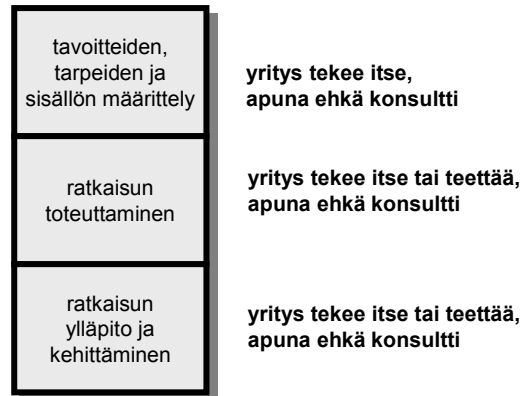 tavoitteiden,
tarpeiden ja
sisällön määrittely
yritys tekee itse,
apuna ehkä konsultti
ratkaisun
toteuttaminen
yritys tekee itse tai teettää,
apuna ehkä konsultti
ratkaisun
ylläpito ja
kehittäminen
yritys tekee itse tai teettää,
apuna ehkä konsultti